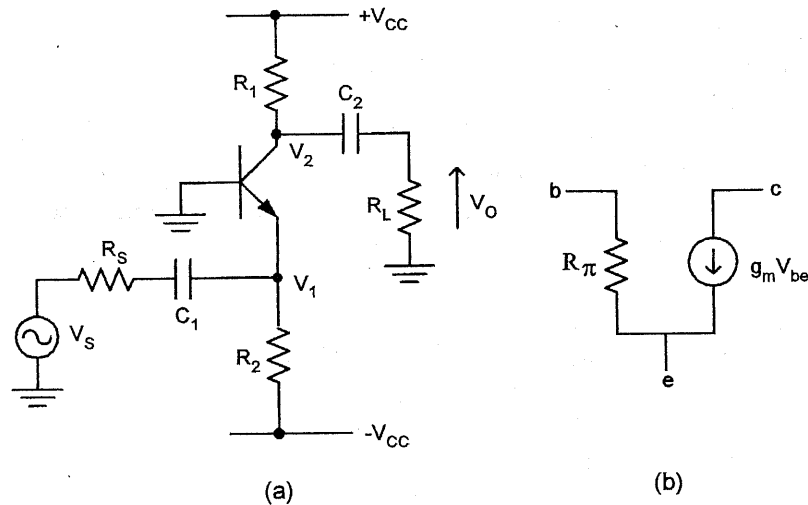 +VCC
R1
C2
V2
RL
VO
RS
C1
V1
VS
R2
-VCC
(a)
b
c
Rπ
gmVbe
e
(b)